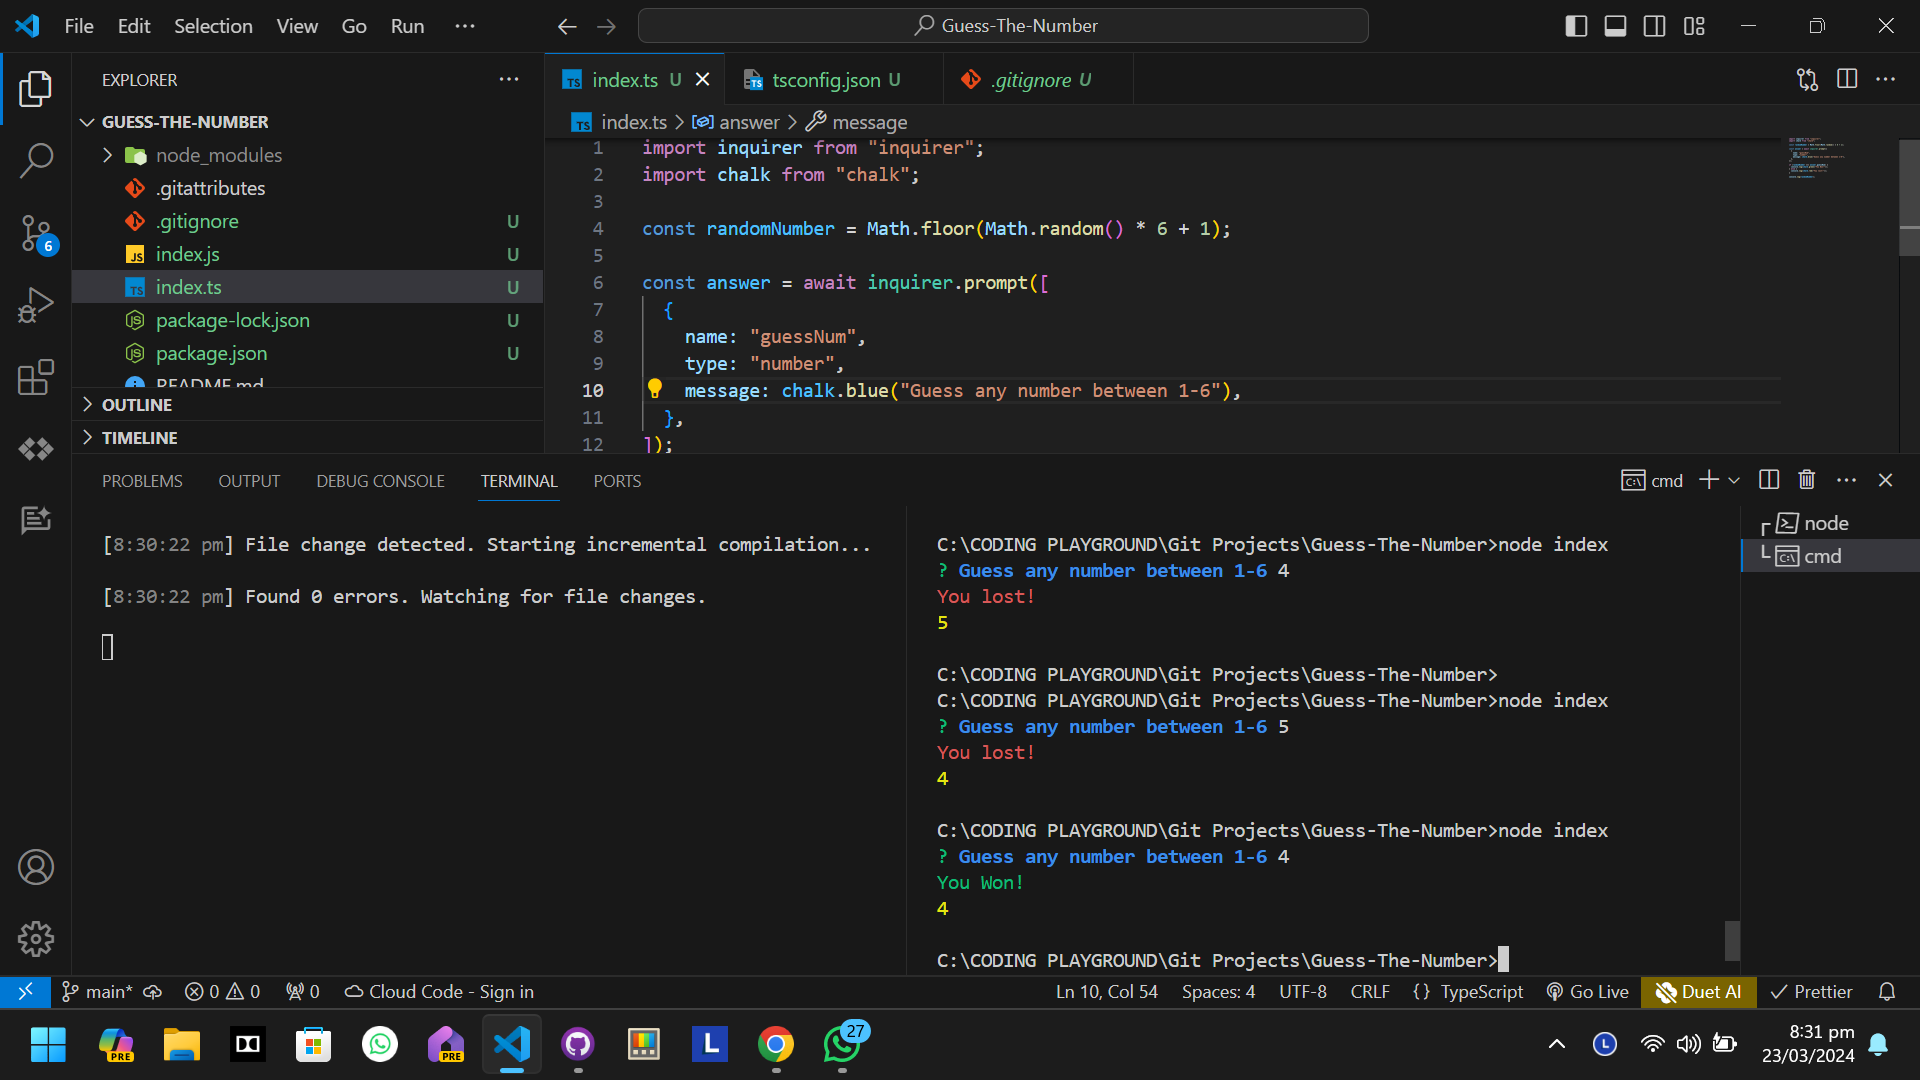 File Edit Selection View Go Run ··· Guess-The-Number
EXPLORER ···
GUESS-THE-NUMBER
node_modules
.gitattributes
.gitignore U
index.js U
index.ts U
package-lock.json U
package.json U
README.md
OUTLINE
TIMELINE
6
index.ts U tsconfig.json U .gitignore U
index.ts > answer > message
1 import inquirer from "inquirer";
2 import chalk from "chalk";
3
4 const randomNumber = Math.floor(Math.random() * 6 + 1);
5
6 const answer = await inquirer.prompt([
7 {
8 name: "guessNum",
9 type: "number",
10 message: chalk.blue("Guess any number between 1-6"),
11 },
12 ]);
PROBLEMS OUTPUT DEBUG CONSOLE TERMINAL PORTS cmd
[8:30:22 pm] File change detected. Starting incremental compilation...
[8:30:22 pm] Found 0 errors. Watching for file changes.
C:\CODING PLAYGROUND\Git Projects\Guess-The-Number>node index
? Guess any number between 1-6 4
You lost!
5
C:\CODING PLAYGROUND\Git Projects\Guess-The-Number>
C:\CODING PLAYGROUND\Git Projects\Guess-The-Number>node index
? Guess any number between 1-6 5
You lost!
4
C:\CODING PLAYGROUND\Git Projects\Guess-The-Number>node index
? Guess any number between 1-6 4
You Won!
4
C:\CODING PLAYGROUND\Git Projects\Guess-The-Number>
node
cmd
main* 0 0 0 Cloud Code - Sign in Ln 10, Col 54 Spaces: 4 UTF-8 CRLF {} TypeScript Go Live Duet AI Prettier
PRE PRE L 27 L
8:31 pm
23/03/2024